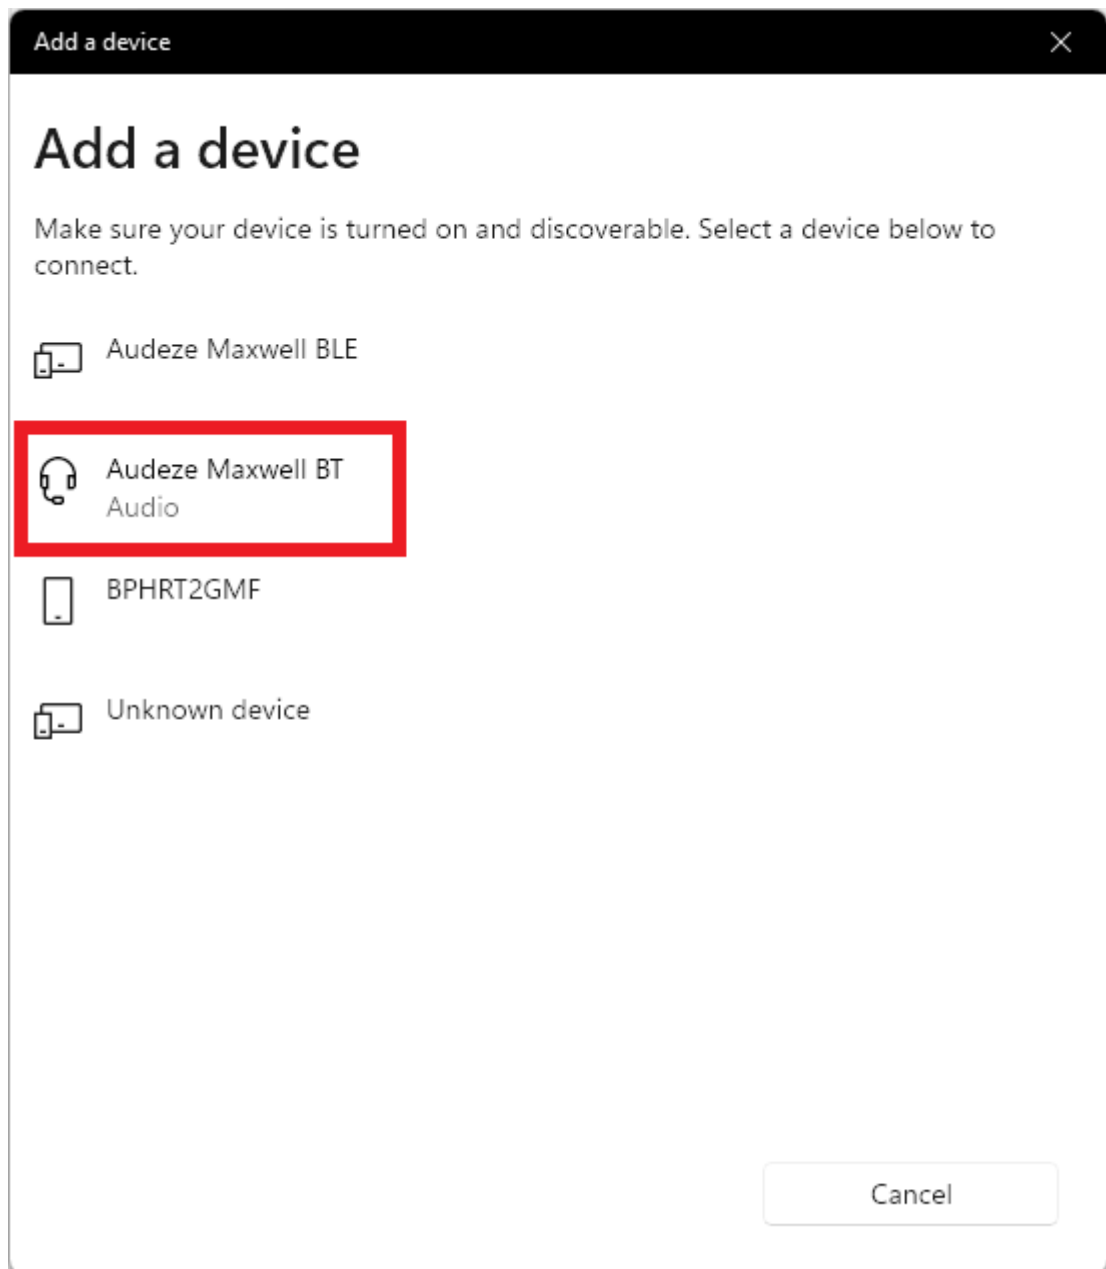 Add a device
Add a device
Make sure your device is turned on and discoverable. Select a device below to
connect.
Audeze Maxwell BLE
Audeze Maxwell BT
Audio
BPHRT2GMF
Unknown device
Cancel